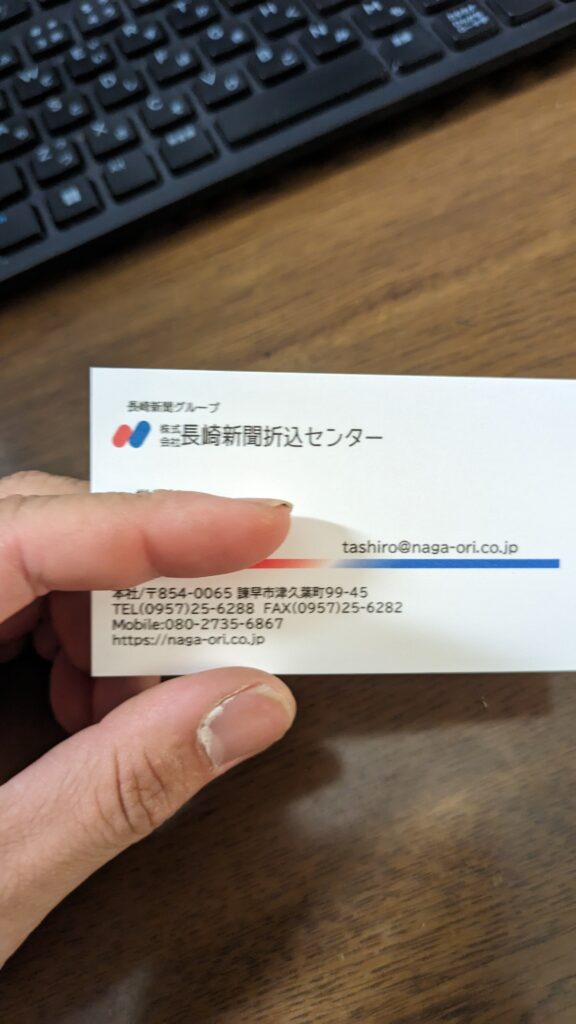 長崎新聞グループ
株式会社長崎新聞折込センター
tashiro@naga-ori.co.jp
本社/〒854-0065 諫早市津久葉町99-45
TEL(0957)25-6288 FAX(0957)25-6282
Mobile:080-2735-6867
https://naga-ori.co.jp